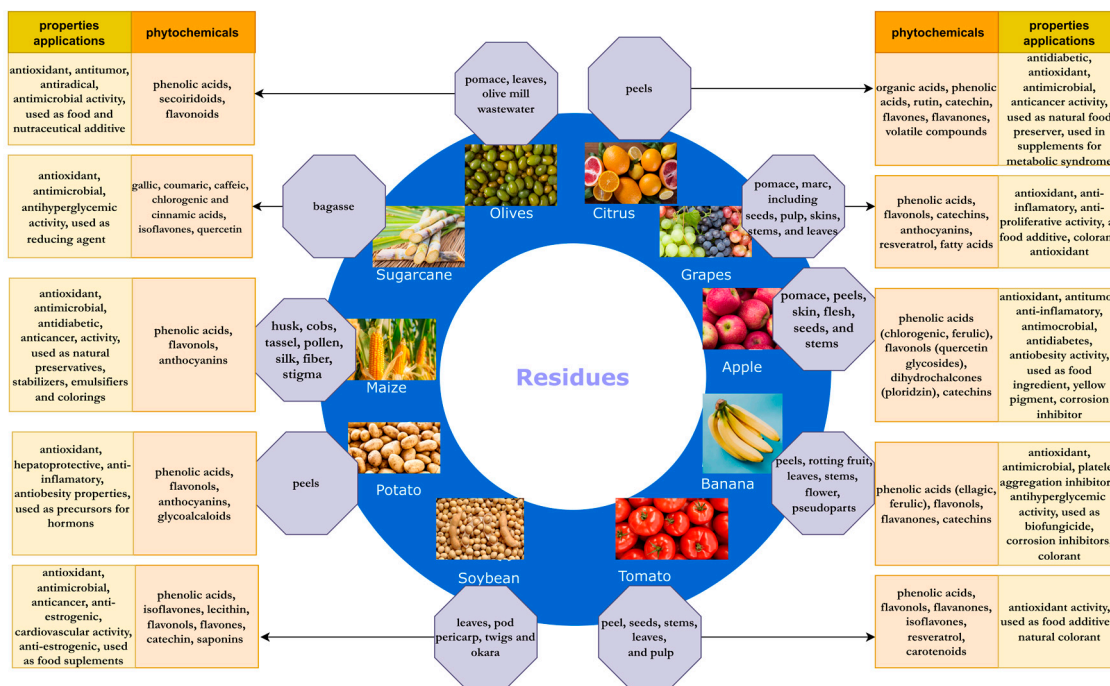 properties
applications
phytochemicals
antioxidant, antitumor,
antiradical,
antimicrobial activity,
used as food and
nutraceutical additive
phenolic acids,
secoiridoids,
flavonoids
antioxidant,
antimicrobial,
antihyperglycemic
activity, used as
reducing agent
gallic, coumaric, caffeic,
chlorogenic and
cinnamic acids,
isoflavones, quercetin
antioxidant,
antimicrobial,
antidiabetic,
anticancer, activity,
used as natural
preservatives,
stabilizers, emulsifiers
and colorings
phenolic acids,
flavonols,
anthocyanins
antioxidant,
hepatoprotective, anti-
inflamatory,
antiobesity properties,
used as precursors for
hormons
phenolic acids,
flavonols,
anthocyanins,
glycoalcaloids
antioxidant,
antimicrobial,
anticancer, anti-
estrogenic,
cardiovascular activity,
anti-estrogenic, used
as food suplements
phenolic acids,
isoflavones, lecithin,
flavonols, flavones,
catechin, saponins
pomace, leaves,
olive mill
wastewater
Olives
bagasse
Sugarcane
husk, cobs,
tassel, pollen,
silk, fiber,
stigma
Maize
peels
Potato
Soybean
leaves, pod
pericarp, twigs and
okara
Residues
peels
Citrus
pomace, marc,
including
seeds, pulp, skins,
stems, and leaves
Grapes
pomace, peels,
skin, flesh,
seeds, and
stems
Apple
peels, rotting fruit,
leaves, stems,
flower,
pseudoparts
Banana
Tomato
peel, seeds, stems,
leaves,
and pulp
phytochemicals
properties
applications
organic acids, phenolic
acids, rutin, catechin,
flavones, flavanones,
volatile compounds
antidiabetic,
antioxidant,
antimicrobial,
anticancer activity,
used as natural food
preserver, used in
supplements for
metabolic syndrome
phenolic acids,
flavonols, catechins,
anthocyanins,
resveratrol, fatty acids
antioxidant, anti-
inflamatory, anti-
proliferative activity,
food additive,
antioxidant
phenolic acids
(chlorogenic, ferulic),
flavonols (quercetin
glycosides),
dihydrochalcones
(ploridzin), catechins
antioxidant,
anti-inflamatory,
antimocrobial,
antidiabetes,
antiobesity activity,
used as food
ingredient, yellow
pigment, corrosion
inhibitor
phenolic acids (ellagic,
ferulic), flavonols,
flavanones, catechins
antioxidant,
antimicrobial,
aggregation
antihyperglycemic
activity, used as
biofungicide,
corrosion inhibitors,
colorant
phenolic acids,
flavonols, flavanones,
isoflavones,
resveratrol,
carotenoids
antioxidant activity,
used as food additive,
natural colorant